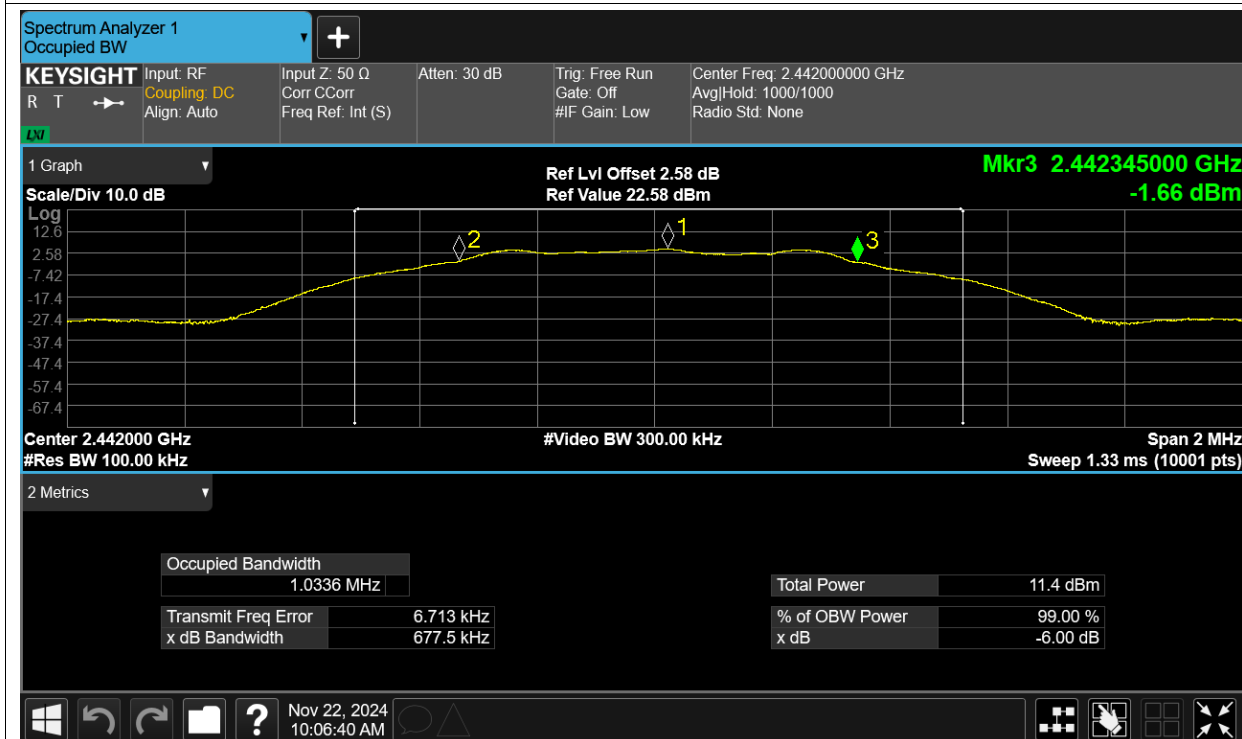 Spectrum Analyzer 1
Occupied BW
▼
+
KEYSIGHT
R T
LXI
Input: RF
Coupling: DC
Align: Auto
Input Z: 50 Ω
Corr CCorr
Freq Ref: Int (S)
Atten: 30 dB
Trig: Free Run
Gate: Off
#IF Gain: Low
Center Freq: 2.442000000 GHz
Avg|Hold: 1000/1000
Radio Std: None
1 Graph ▼
Scale/Div 10.0 dB
Ref Lvl Offset 2.58 dB
Ref Value 22.58 dBm
Mkr3 2.442345000 GHz
-1.66 dBm
Log
12.6
2.58
-7.42
-17.4
-27.4
-37.4
-47.4
-57.4
-67.4
2
1
3
Center 2.442000 GHz
#Res BW 100.00 kHz
#Video BW 300.00 kHz
Span 2 MHz
Sweep 1.33 ms (10001 pts)
2 Metrics ▼
Occupied Bandwidth
1.0336 MHz
Transmit Freq Error 6.713 kHz
x dB Bandwidth 677.5 kHz
Total Power 11.4 dBm
% of OBW Power 99.00 %
x dB -6.00 dB
?
Nov 22, 2024
10:06:40 AM